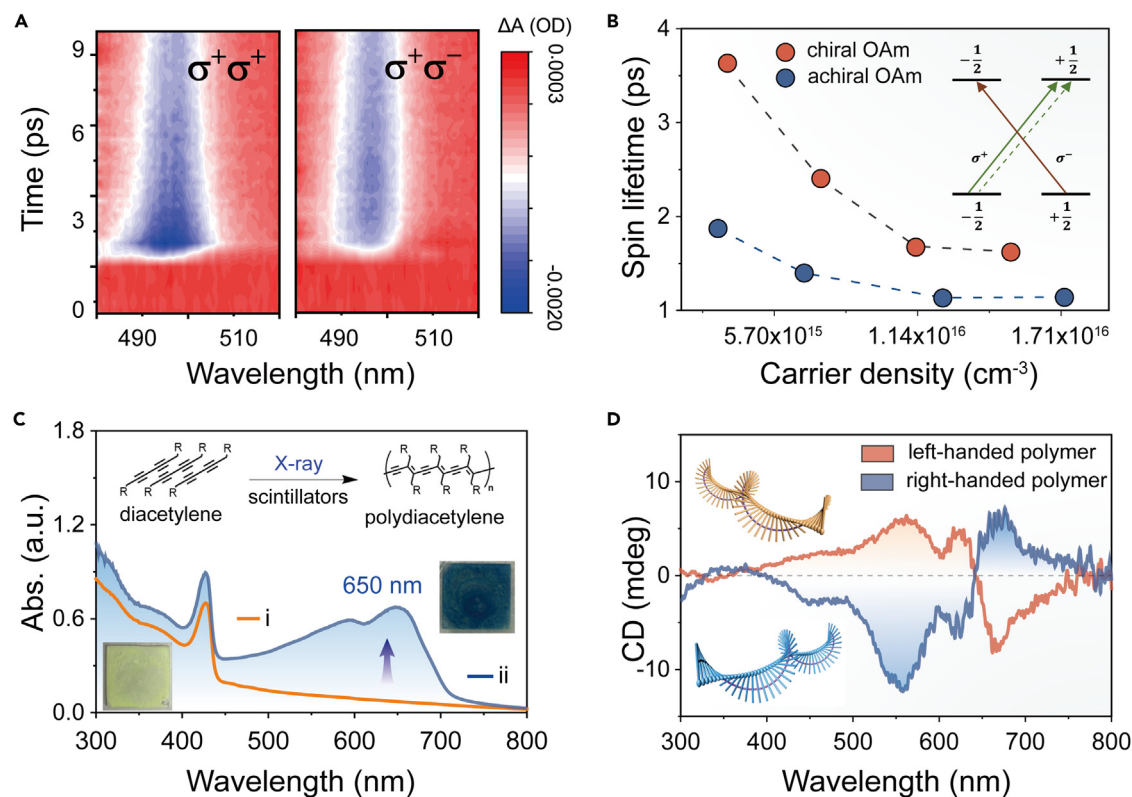 A
ΔA (OD)
σ⁺σ⁺
σ⁺σ⁻
9
6
3
0
Time (ps)
490
510
490
510
Wavelength (nm)
0.0003
-0.0020
B
chiral OAm
achiral OAm
-1/2
+1/2
σ⁺
σ⁻
-1/2
+1/2
4
3
2
1
Spin lifetime (ps)
5.70x10¹⁵
1.14x10¹⁶
1.71x10¹⁶
Carrier density (cm⁻³)
C
1.8
1.2
0.6
0.0
Abs. (a.u.)
R R R
R R R
diacetylene
X-ray
scintillators
R R R
R R R
n
polydiacetylene
650 nm
i
ii
300 400 500 600 700 800
Wavelength (nm)
D
left-handed polymer
right-handed polymer
10
0
-10
CD (mdeg)
300 400 500 600 700 800
Wavelength (nm)